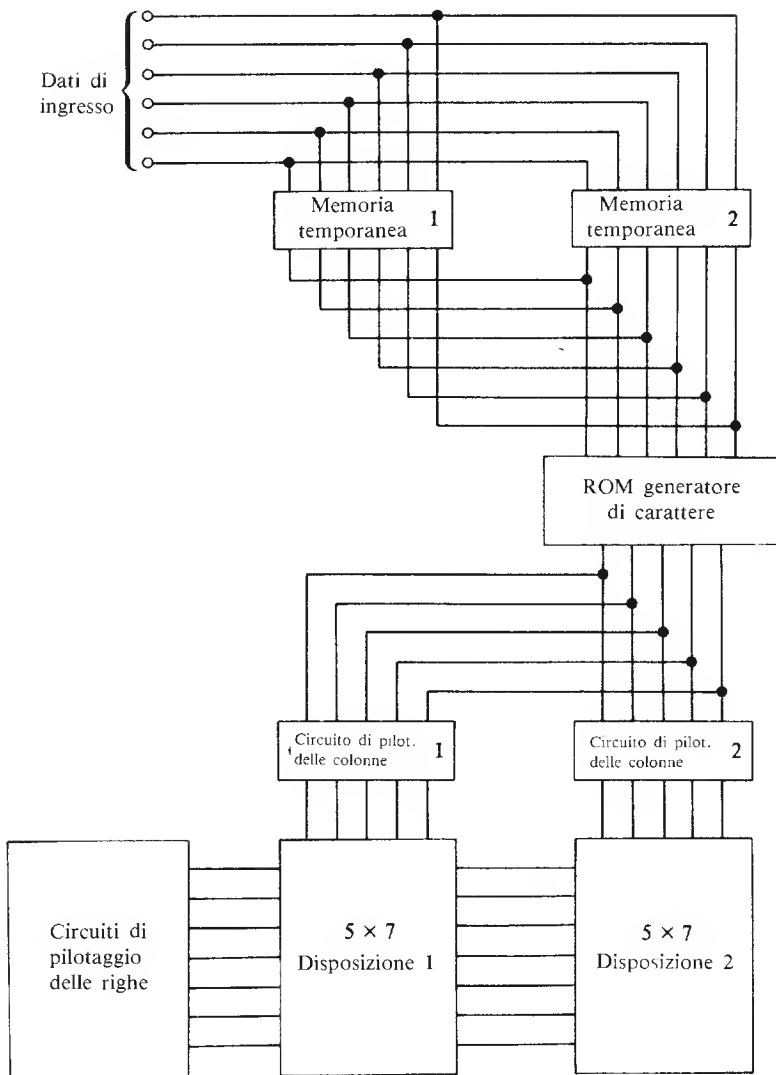 Dati di
ingresso
Memoria
temporanea 1
Memoria
temporanea 2
ROM generatore
di carattere
Circuito di pilot.
delle colonne 1
Circuito di pilot.
delle colonne 2
Circuiti di
pilotaggio
delle righe
5 × 7
Disposizione 1
5 × 7
Disposizione 2